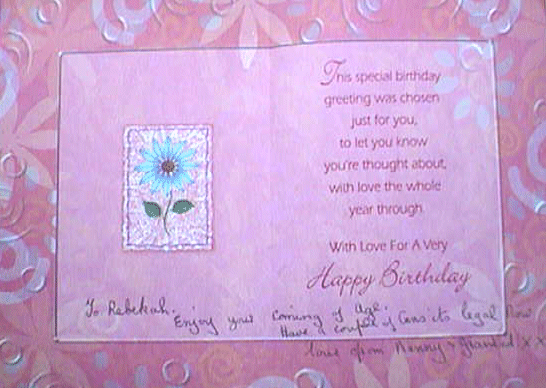 This special birthday
greeting was chosen
just for you,
to let you know
you're thought about,
with love the whole
year through.
With Love For A Very
Happy Birthday
To Rebekah.
Enjoy your coming of Age.
Have a couple of Cans its legal Now
love from Nanny & Grandad x x